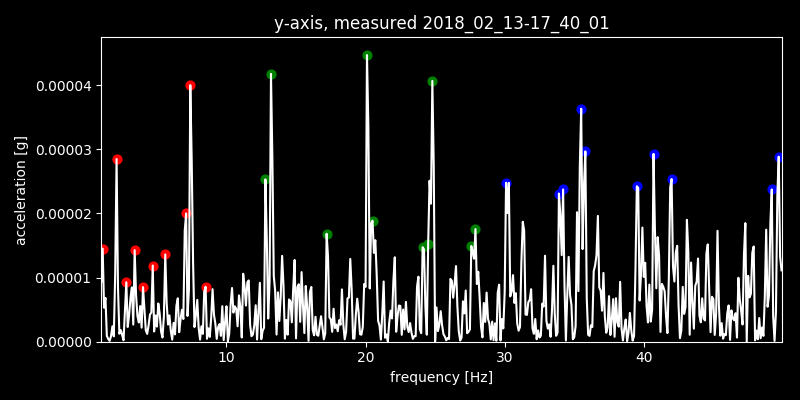 y-axis, measured 2018_02_13-17_40_01
acceleration [g]
0.00004
0.00003
0.00002
0.00001
0.00000
10 20 30 40
frequency [Hz]